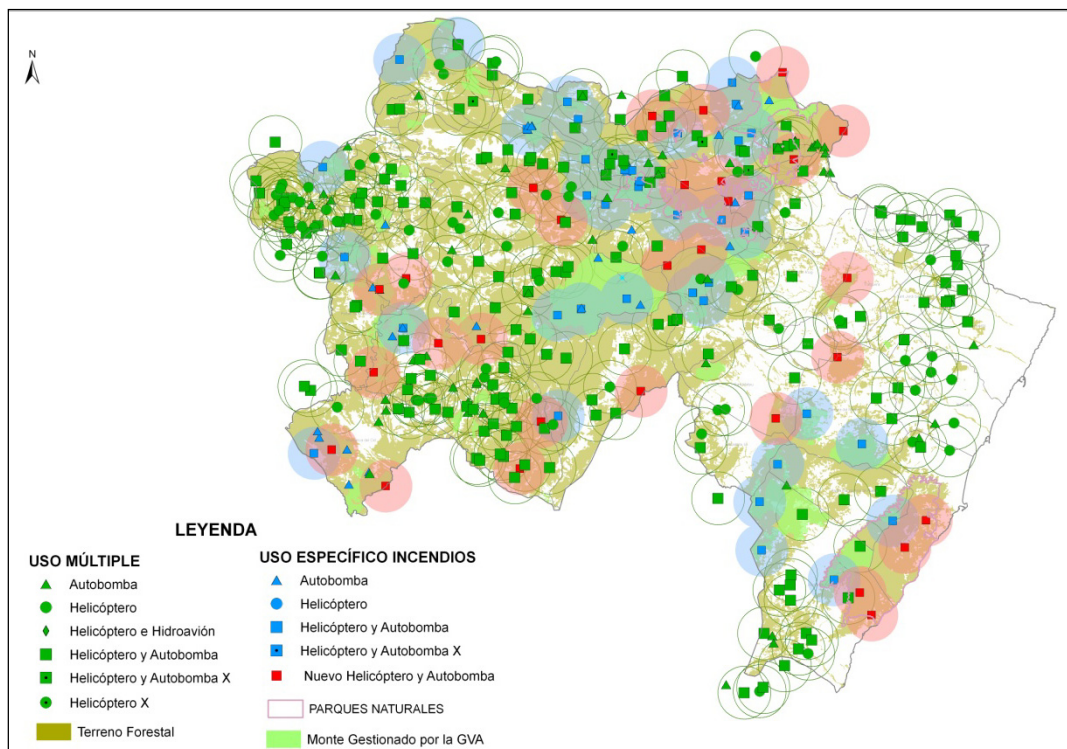 N
LEYENDA
USO MÚLTIPLE
Autobomba
Helicóptero
Helicóptero e Hidroavión
Helicóptero y Autobomba
Helicóptero y Autobomba X
Helicóptero X
Terreno Forestal
USO ESPECÍFICO INCENDIOS
Autobomba
Helicóptero
Helicóptero y Autobomba
Helicóptero y Autobomba X
Nuevo Helicóptero y Autobomba
PARQUES NATURALES
Monte Gestionado por la GVA